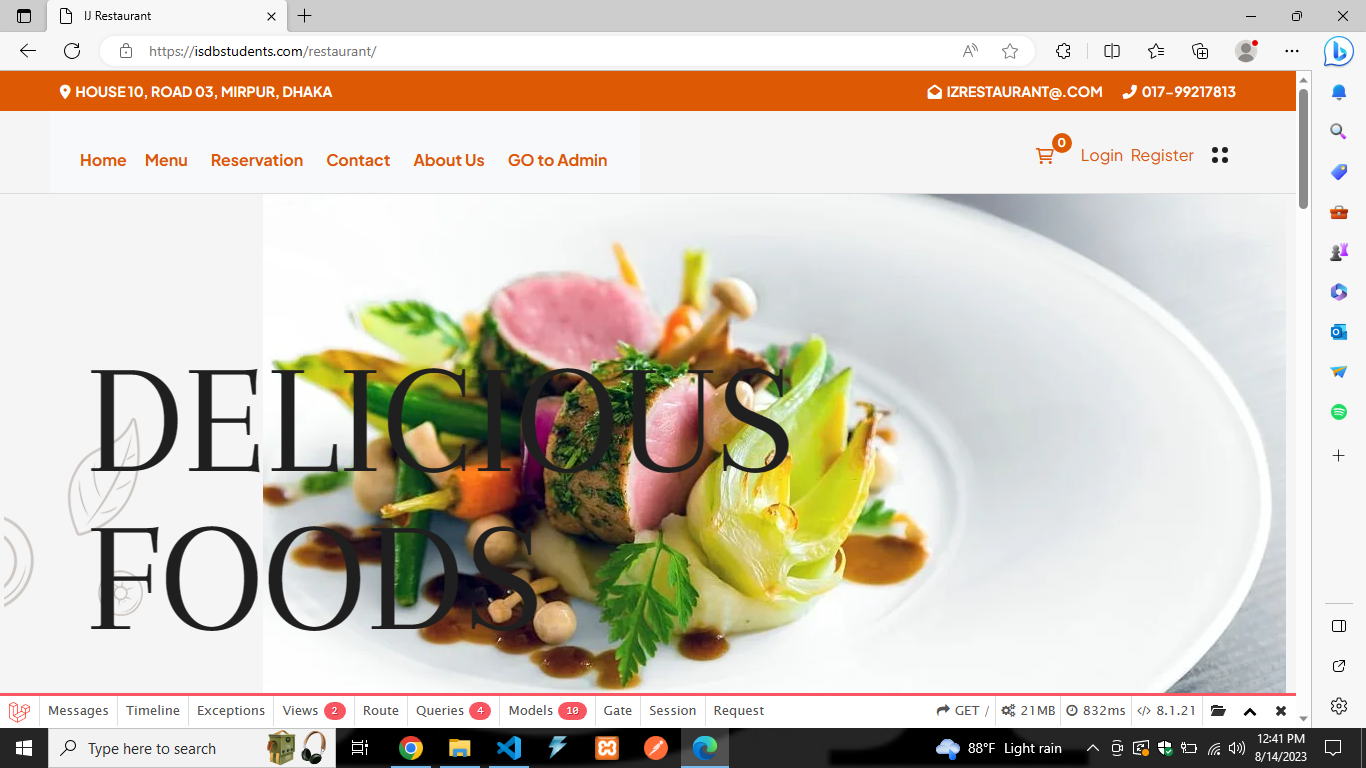 IJ Restaurant
https://isdbstudents.com/restaurant/
HOUSE 10, ROAD 03, MIRPUR, DHAKA
IZRESTAURANT@.COM 017-99217813
Home Menu Reservation Contact About Us GO to Admin
0
Login Register
DELICIOUS
FOODS
Messages Timeline Exceptions Views 2 Route Queries 4 Models 10 Gate Session Request
GET / 21MB 832ms 8.1.21
Type here to search
88°F Light rain
12:41 PM
8/14/2023